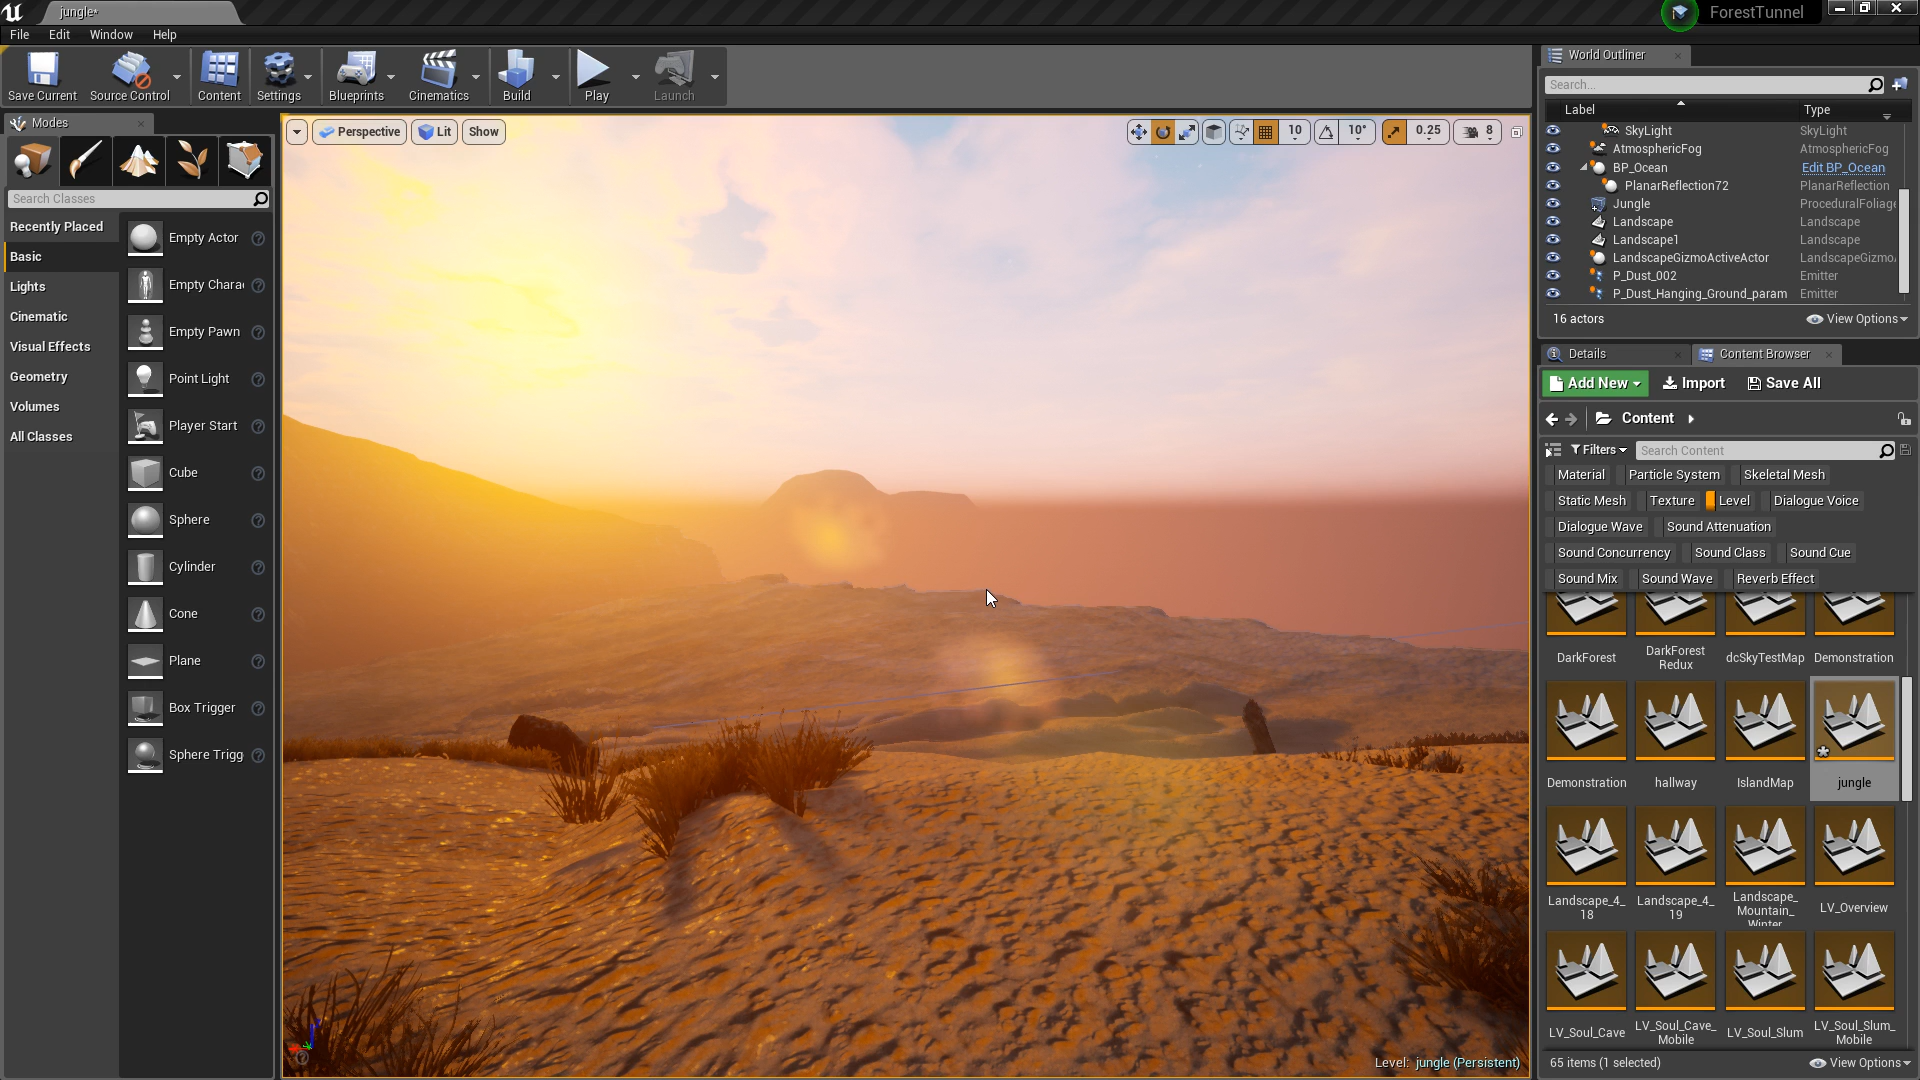 jungle*
ForestTunnel
File Edit Window Help
Save Current Source Control Content Settings Blueprints Cinematics Build Play Launch
Modes
Search Classes
Recently Placed
Basic
Lights
Cinematic
Visual Effects
Geometry
Volumes
All Classes
Empty Actor
Empty Chara
Empty Pawn
Point Light
Player Start
Cube
Sphere
Cylinder
Cone
Plane
Box Trigger
Sphere Trigg
Perspective Lit Show
10 10° 0.25 8
Level: jungle (Persistent)
World Outliner
Search...
Label Type
SkyLight SkyLight
AtmosphericFog AtmosphericFog
BP_Ocean Edit BP_Ocean
PlanarReflection72 PlanarReflection
Jungle ProceduralFoliage
Landscape Landscape
Landscape1 Landscape
LandscapeGizmoActiveActor LandscapeGizmo
P_Dust_002 Emitter
P_Dust_Hanging_Ground_param Emitter
16 actors View Options
Details Content Browser
Add New Import Save All
Content
Filters Search Content
Material Particle System Skeletal Mesh
Static Mesh Texture Level Dialogue Voice
Dialogue Wave Sound Attenuation
Sound Concurrency Sound Class Sound Cue
Sound Mix Sound Wave Reverb Effect
DarkForest
DarkForest
Redux
dcSkyTestMap
Demonstration
Demonstration
hallway
IslandMap
jungle
Landscape_4_
18
Landscape_4_
19
Landscape_
Mountain_
Winter
LV_Overview
LV_Soul_Cave
LV_Soul_Cave_
Mobile
LV_Soul_Slum
LV_Soul_Slum_
Mobile
65 items (1 selected) View Options